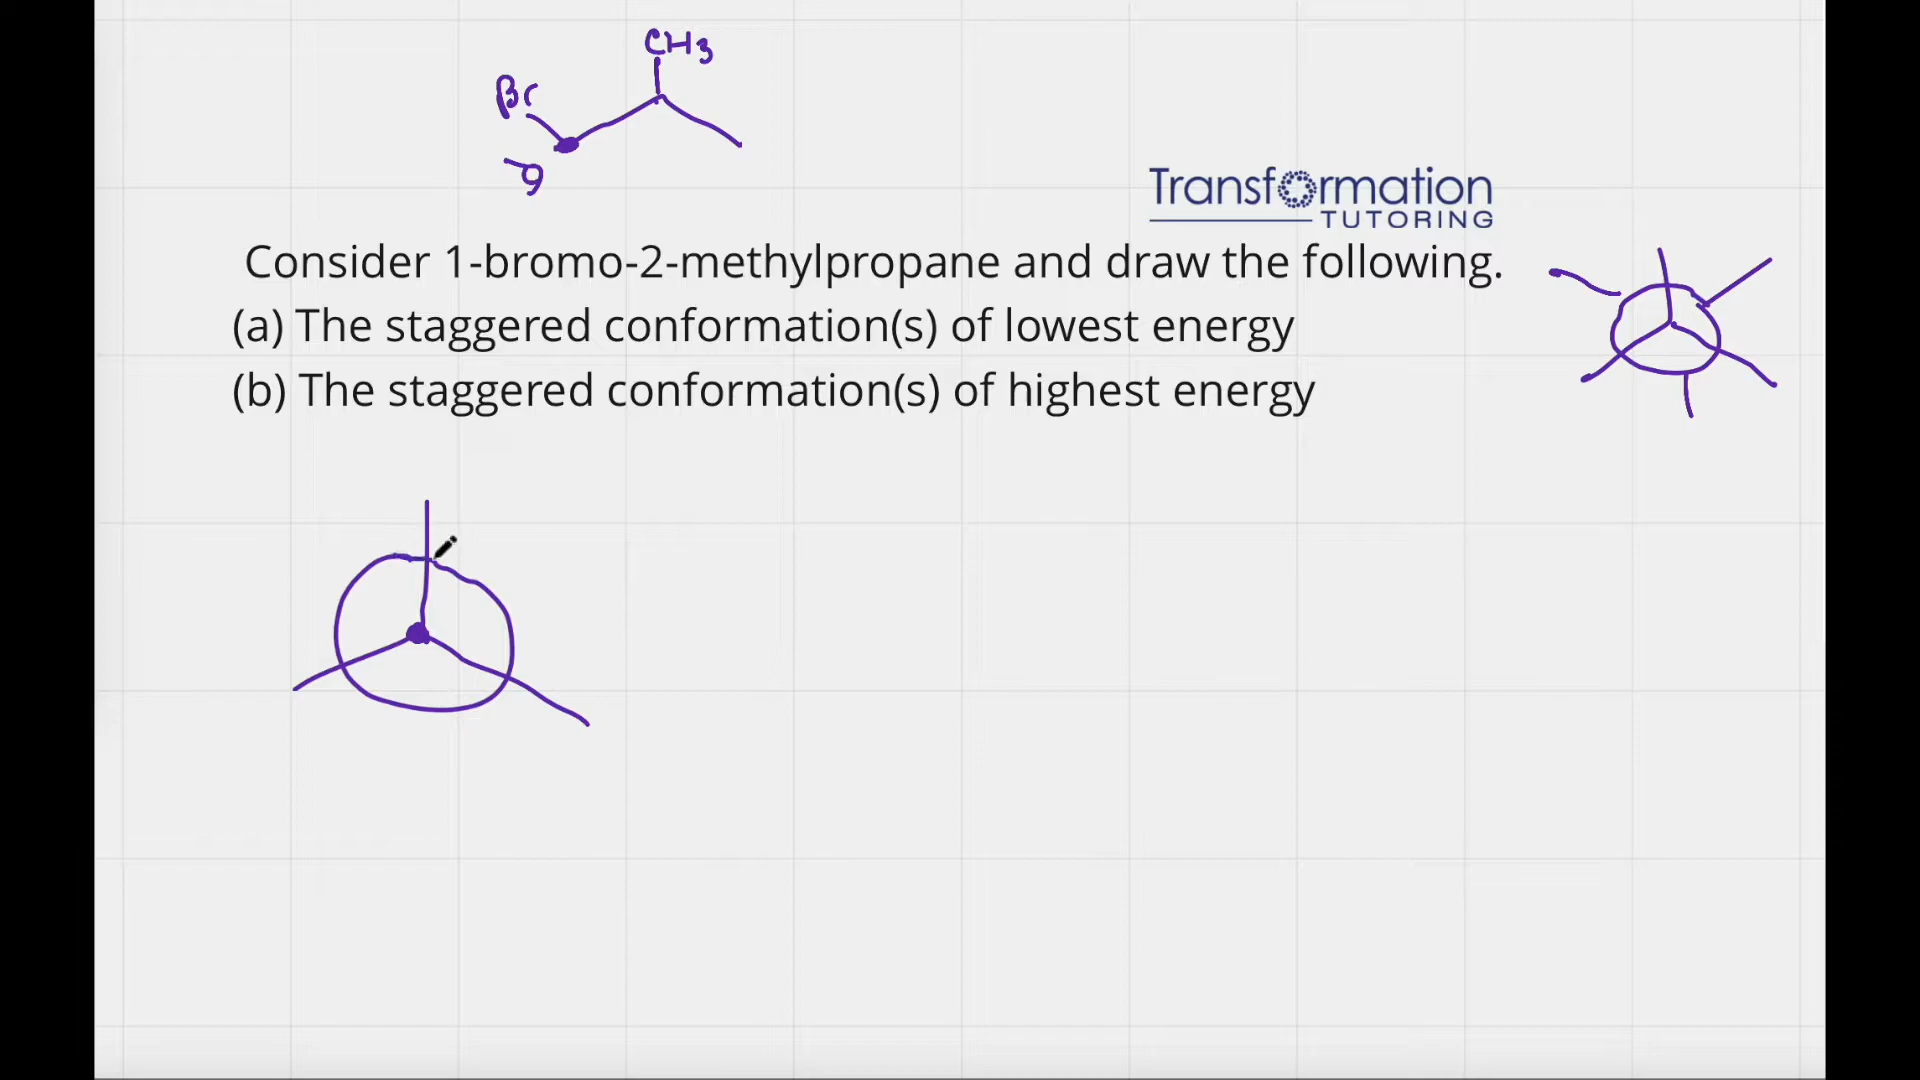 CH3
Br
Transformation
TUTORING
Consider 1-bromo-2-methylpropane and draw the following.
(a) The staggered conformation(s) of lowest energy
(b) The staggered conformation(s) of highest energy